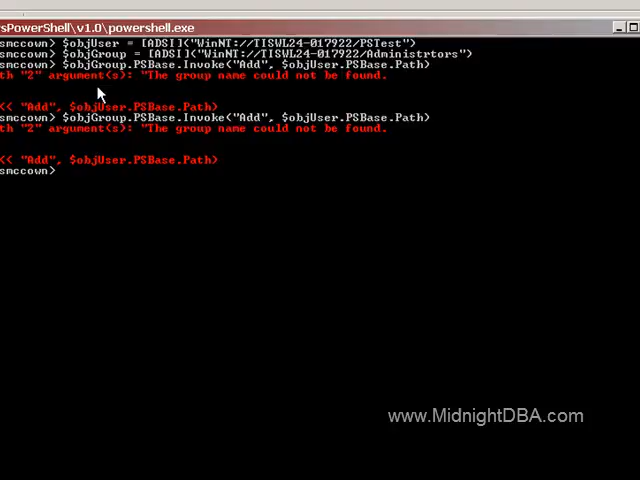 sPowerShell\v1.0\powershell.exe
smccown> $objUser = [ADSI]("WinNT://TISWL24-017922/PSTest")
smccown> $objGroup = [ADSI]("WinNT://TISWL24-017922/Administrtors")
smccown> $objGroup.PSBase.Invoke("Add", $objUser.PSBase.Path)
th "2" argument(s): "The group name could not be found.
<< "Add", $objUser.PSBase.Path)
smccown> $objGroup.PSBase.Invoke("Add", $objUser.PSBase.Path)
th "2" argument(s): "The group name could not be found.
<< "Add", $objUser.PSBase.Path)
smccown>
www.MidnightDBA.com